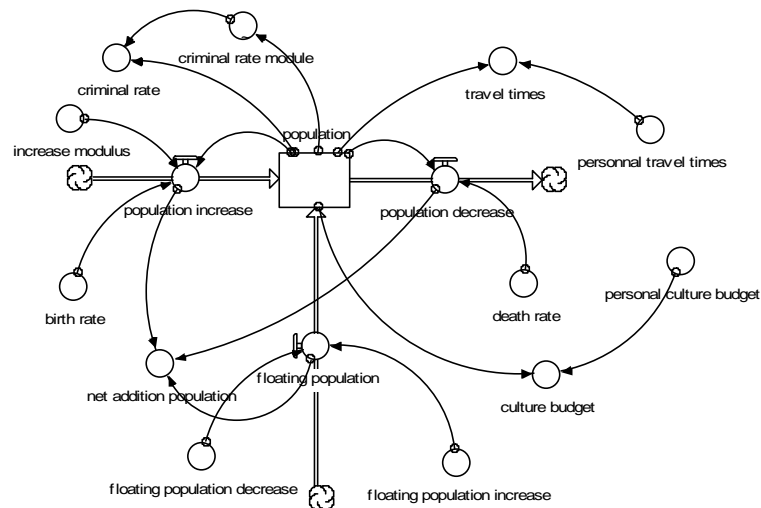 criminal rate module
criminal rate
travel times
population
increase modulus
personnal travel times
population increase
population decrease
personal culture budget
birth rate
death rate
floating population
net addition population
culture budget
floating population decrease
floating population increase